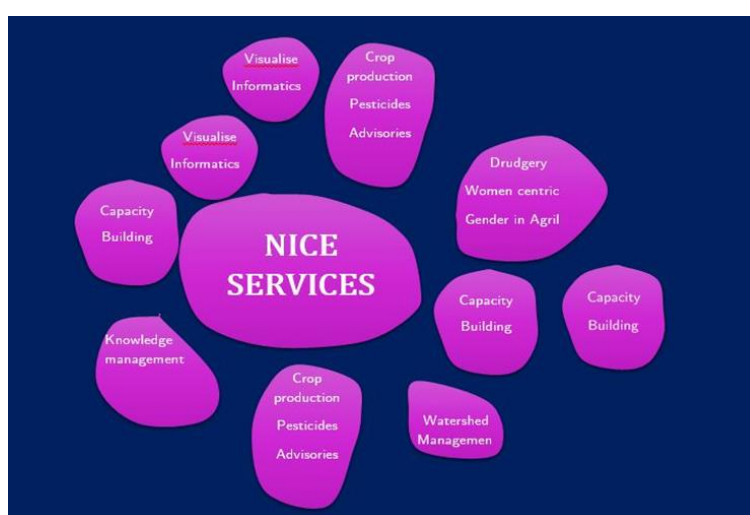 Visualise
Informatics
Crop
production
Pesticides
Advisories
Visualise
Informatics
Drudgery
Women centric
Gender in Agril
Capacity
Building
NICE
SERVICES
Capacity
Building
Capacity
Building
Knowledge
management
Crop
production
Pesticides
Advisories
Watershed
Managemen